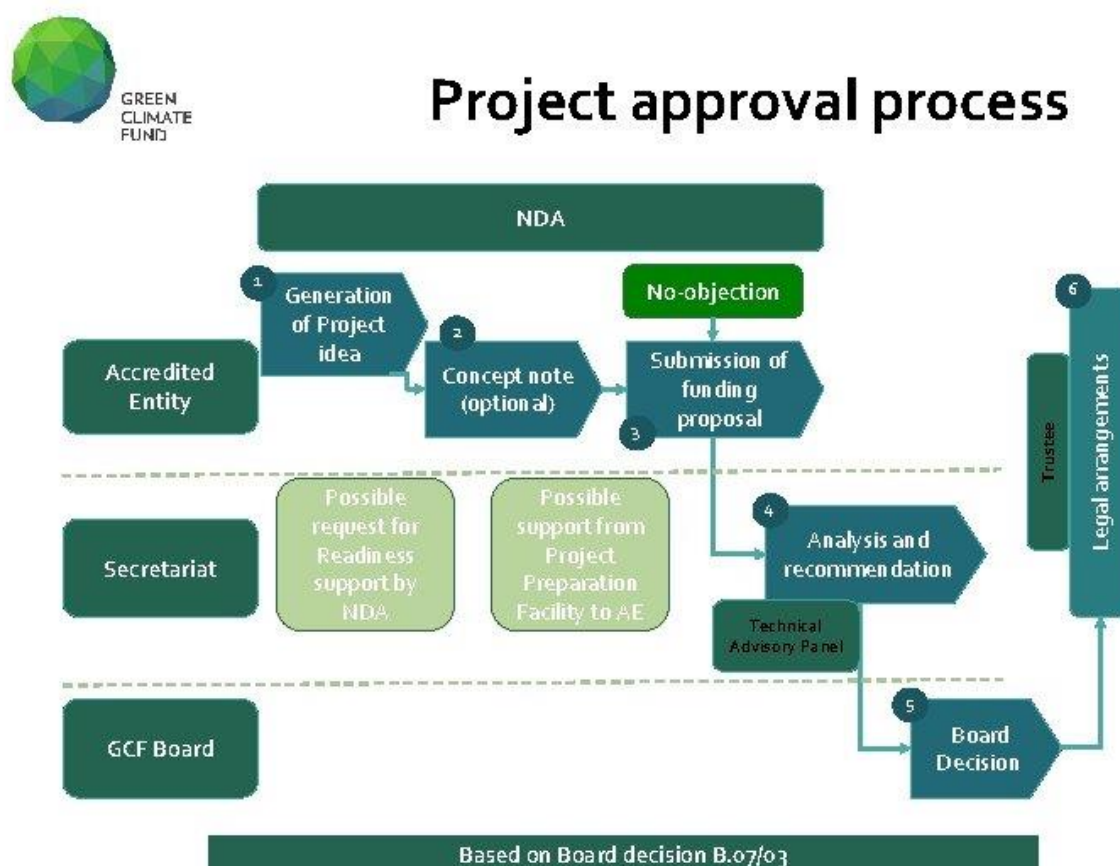 GREEN
CLIMATE
FUND
Project approval process
NDA
1
Generation
of Project
idea
2
Concept note
(optional)
No-objection
Submission of
funding
proposal
3
Accredited
Entity
6
Legal arrangements
Trustee
Secretariat
Possible
request for
Readiness
support by
NDA
Possible
support from
Project
Preparation
Facility to AE
4
Analysis and
recommendation
Technical
Advisory Panel
GCF Board
5
Board
Decision
Based on Board decision B.07/03